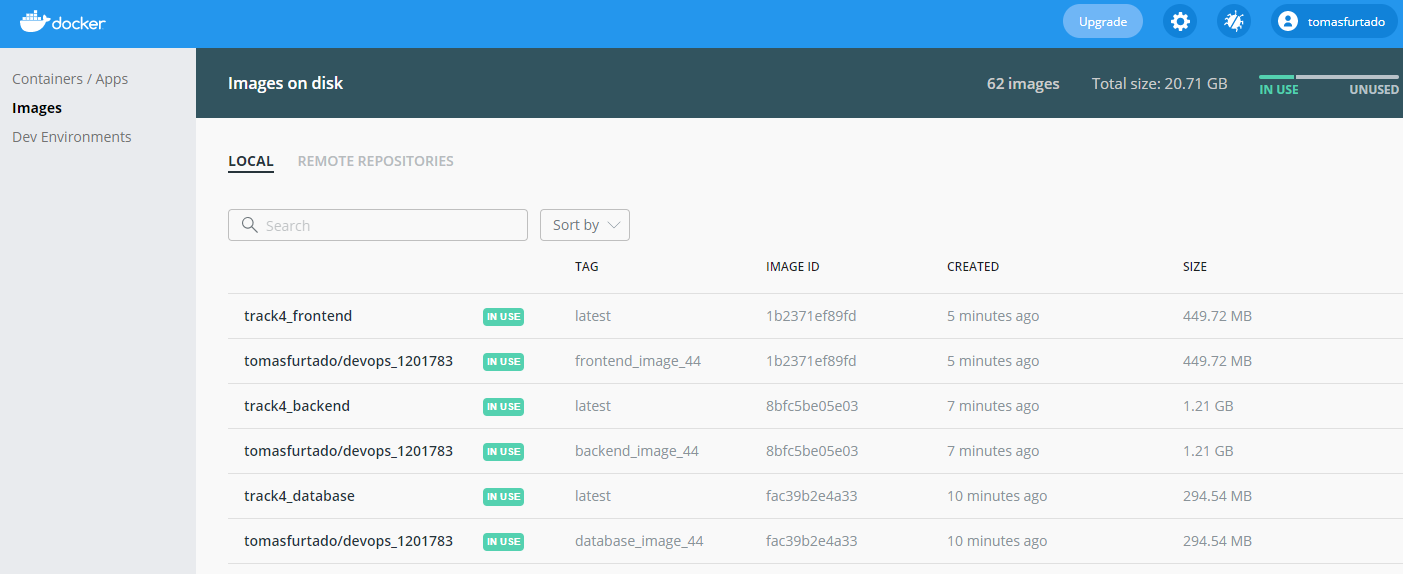 docker Upgrade tomasfurtado
Containers / Apps
Images
Dev Environments
Images on disk 62 images Total size: 20.71 GB IN USE UNUSED
LOCAL REMOTE REPOSITORIES
Search Sort by
TAG IMAGE ID CREATED SIZE
track4_frontend IN USE latest 1b2371ef89fd 5 minutes ago 449.72 MB
tomasfurtado/devops_1201783 IN USE frontend_image_44 1b2371ef89fd 5 minutes ago 449.72 MB
track4_backend IN USE latest 8bfc5be05e03 7 minutes ago 1.21 GB
tomasfurtado/devops_1201783 IN USE backend_image_44 8bfc5be05e03 7 minutes ago 1.21 GB
track4_database IN USE latest fac39b2e4a33 10 minutes ago 294.54 MB
tomasfurtado/devops_1201783 IN USE database_image_44 fac39b2e4a33 10 minutes ago 294.54 MB